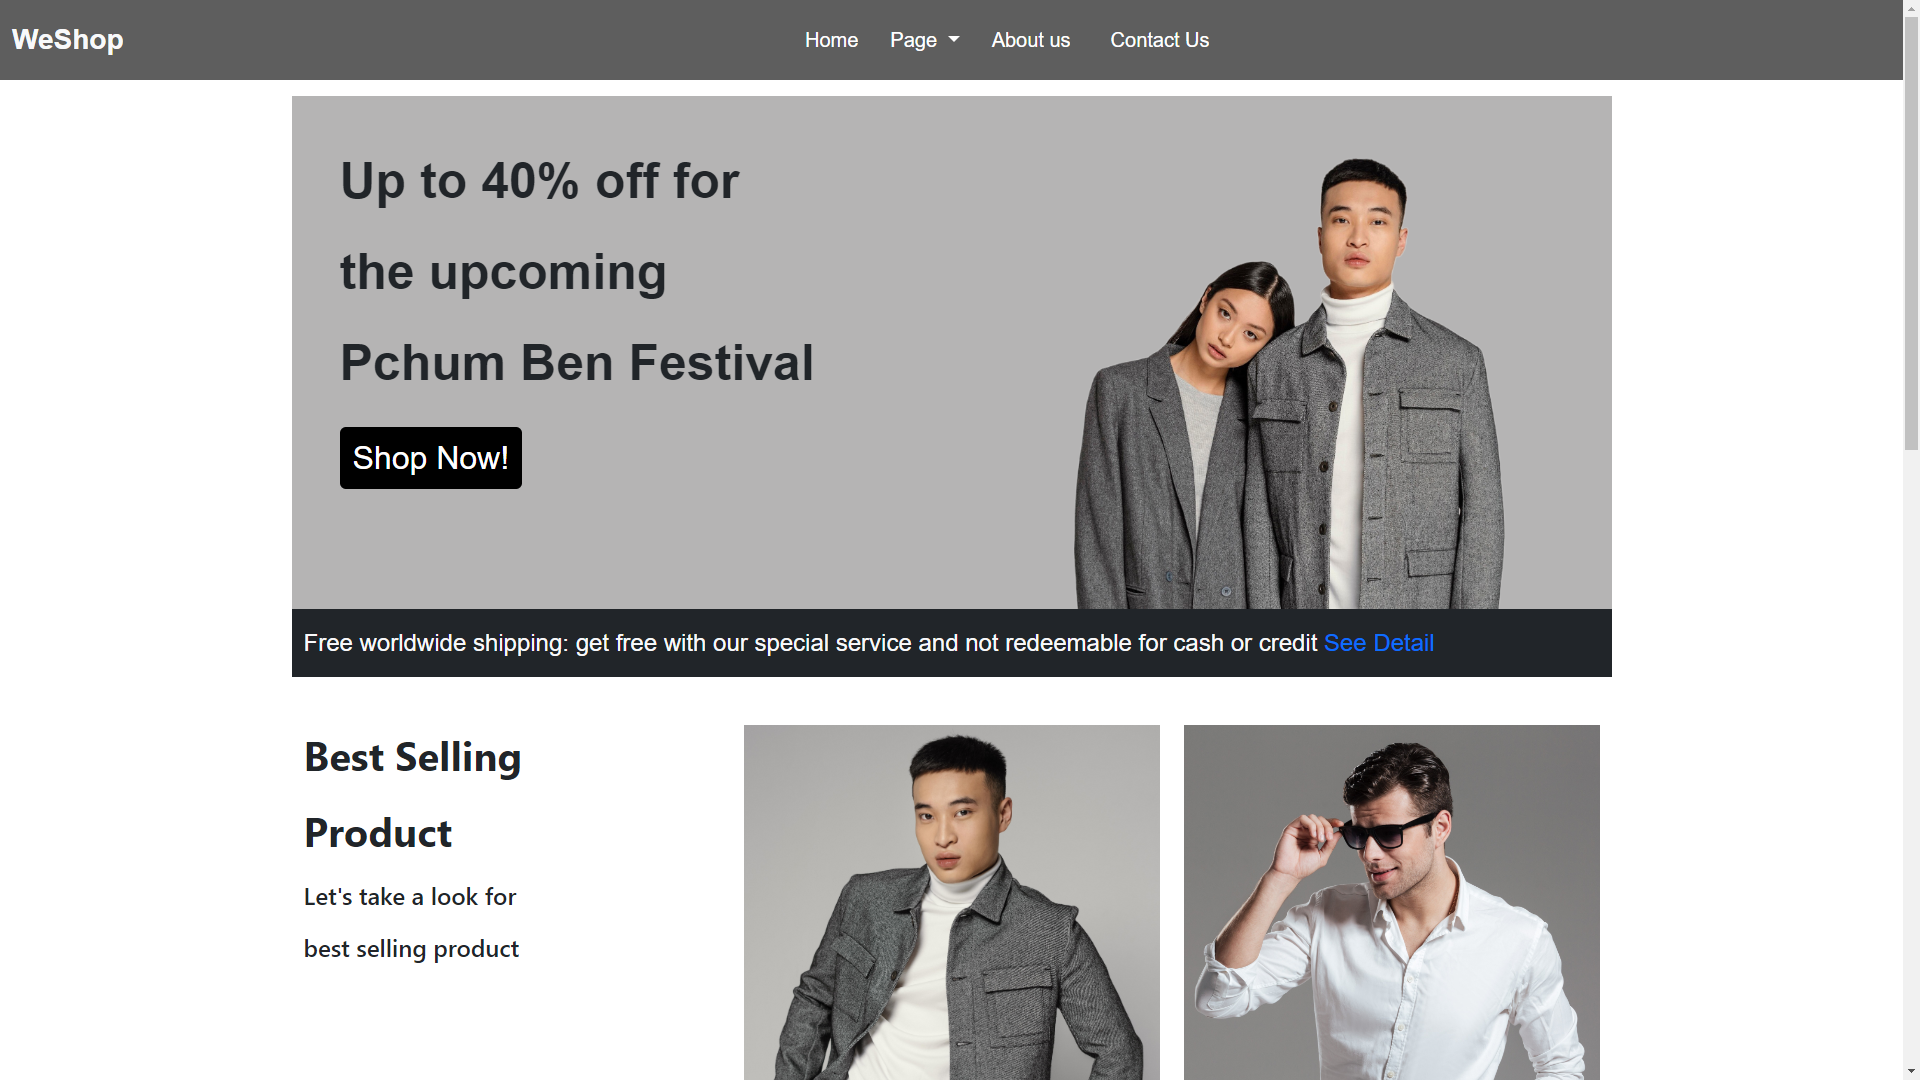 WeShop
Home Page About us Contact Us
Up to 40% off for
the upcoming
Pchum Ben Festival
Shop Now!
Free worldwide shipping: get free with our special service and not redeemable for cash or credit See Detail
Best Selling
Product
Let's take a look for
best selling product